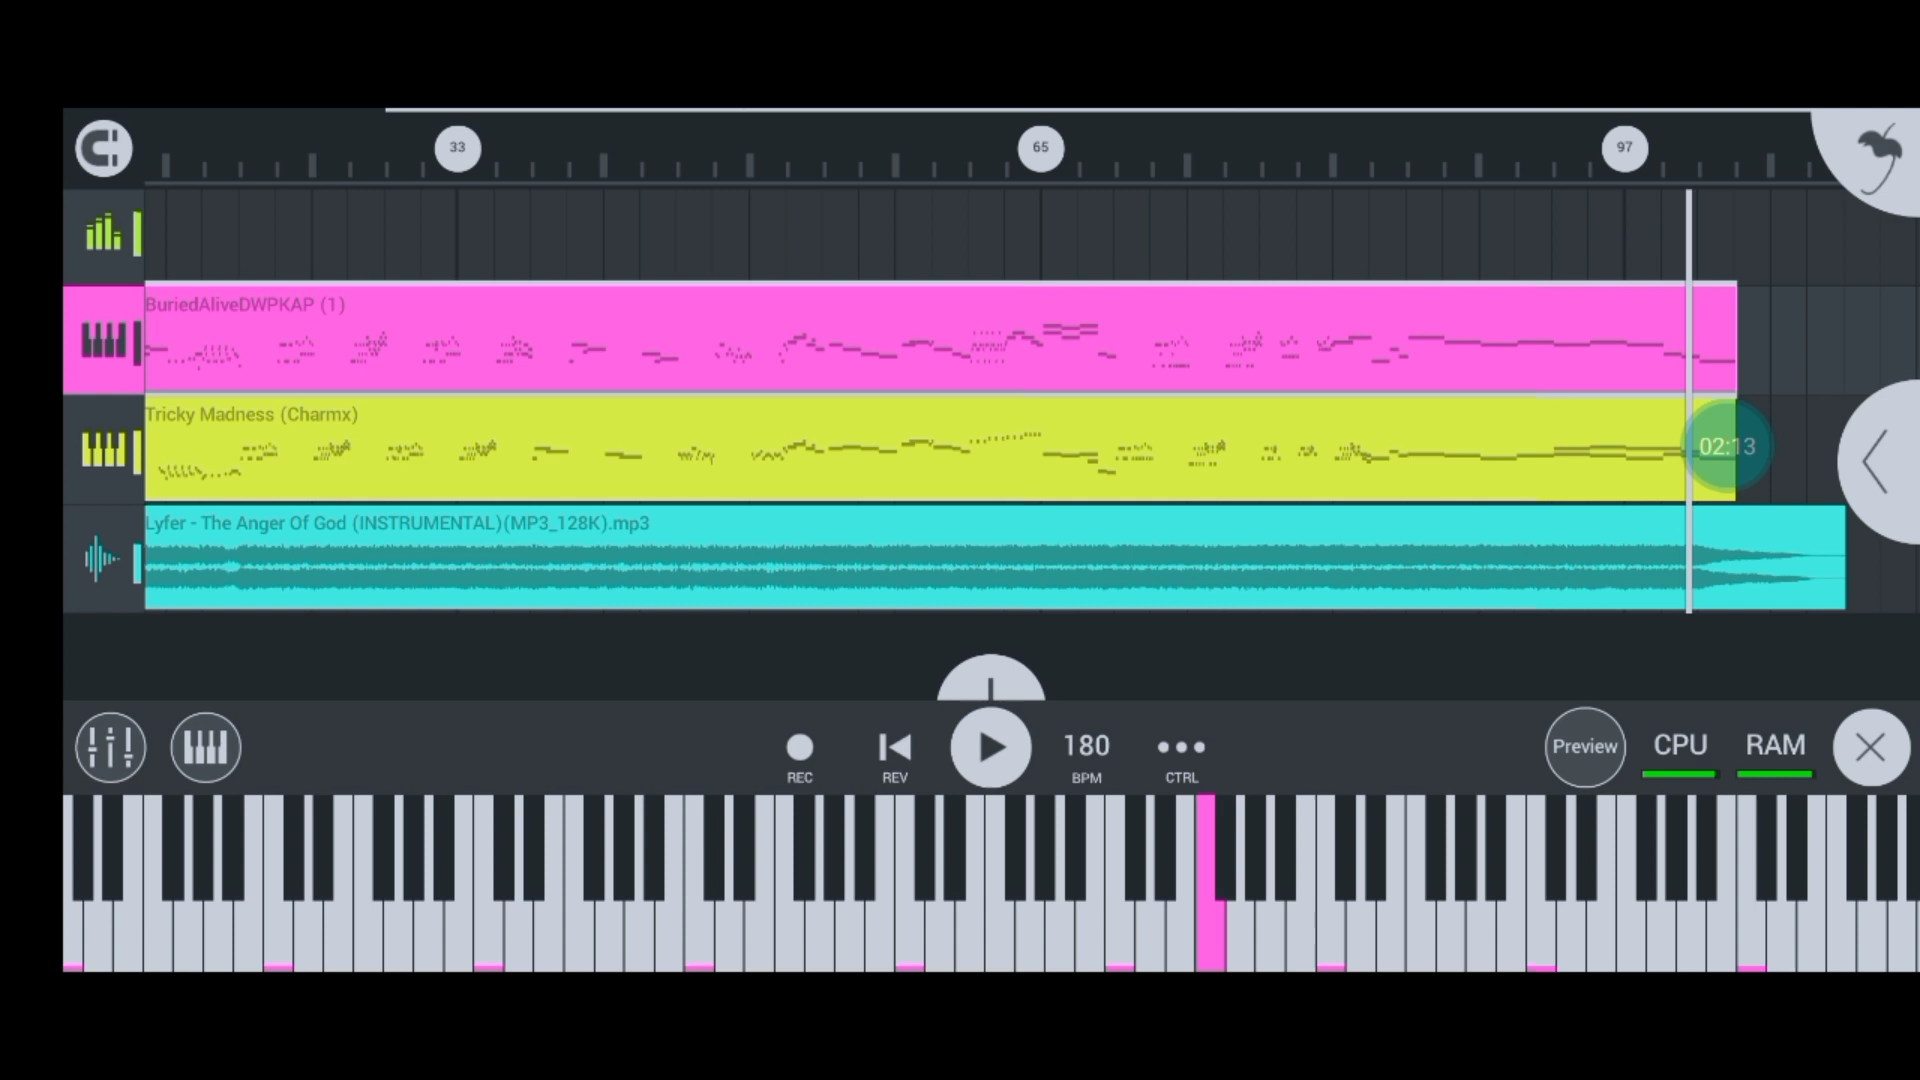 33
65
97
BuriedAliveDWPKAP (1)
Tricky Madness (Charmx)
02:13
Lyfer - The Anger Of God (INSTRUMENTAL)(MP3_128K).mp3
REC
REV
180
BPM
CTRL
Preview
CPU
RAM